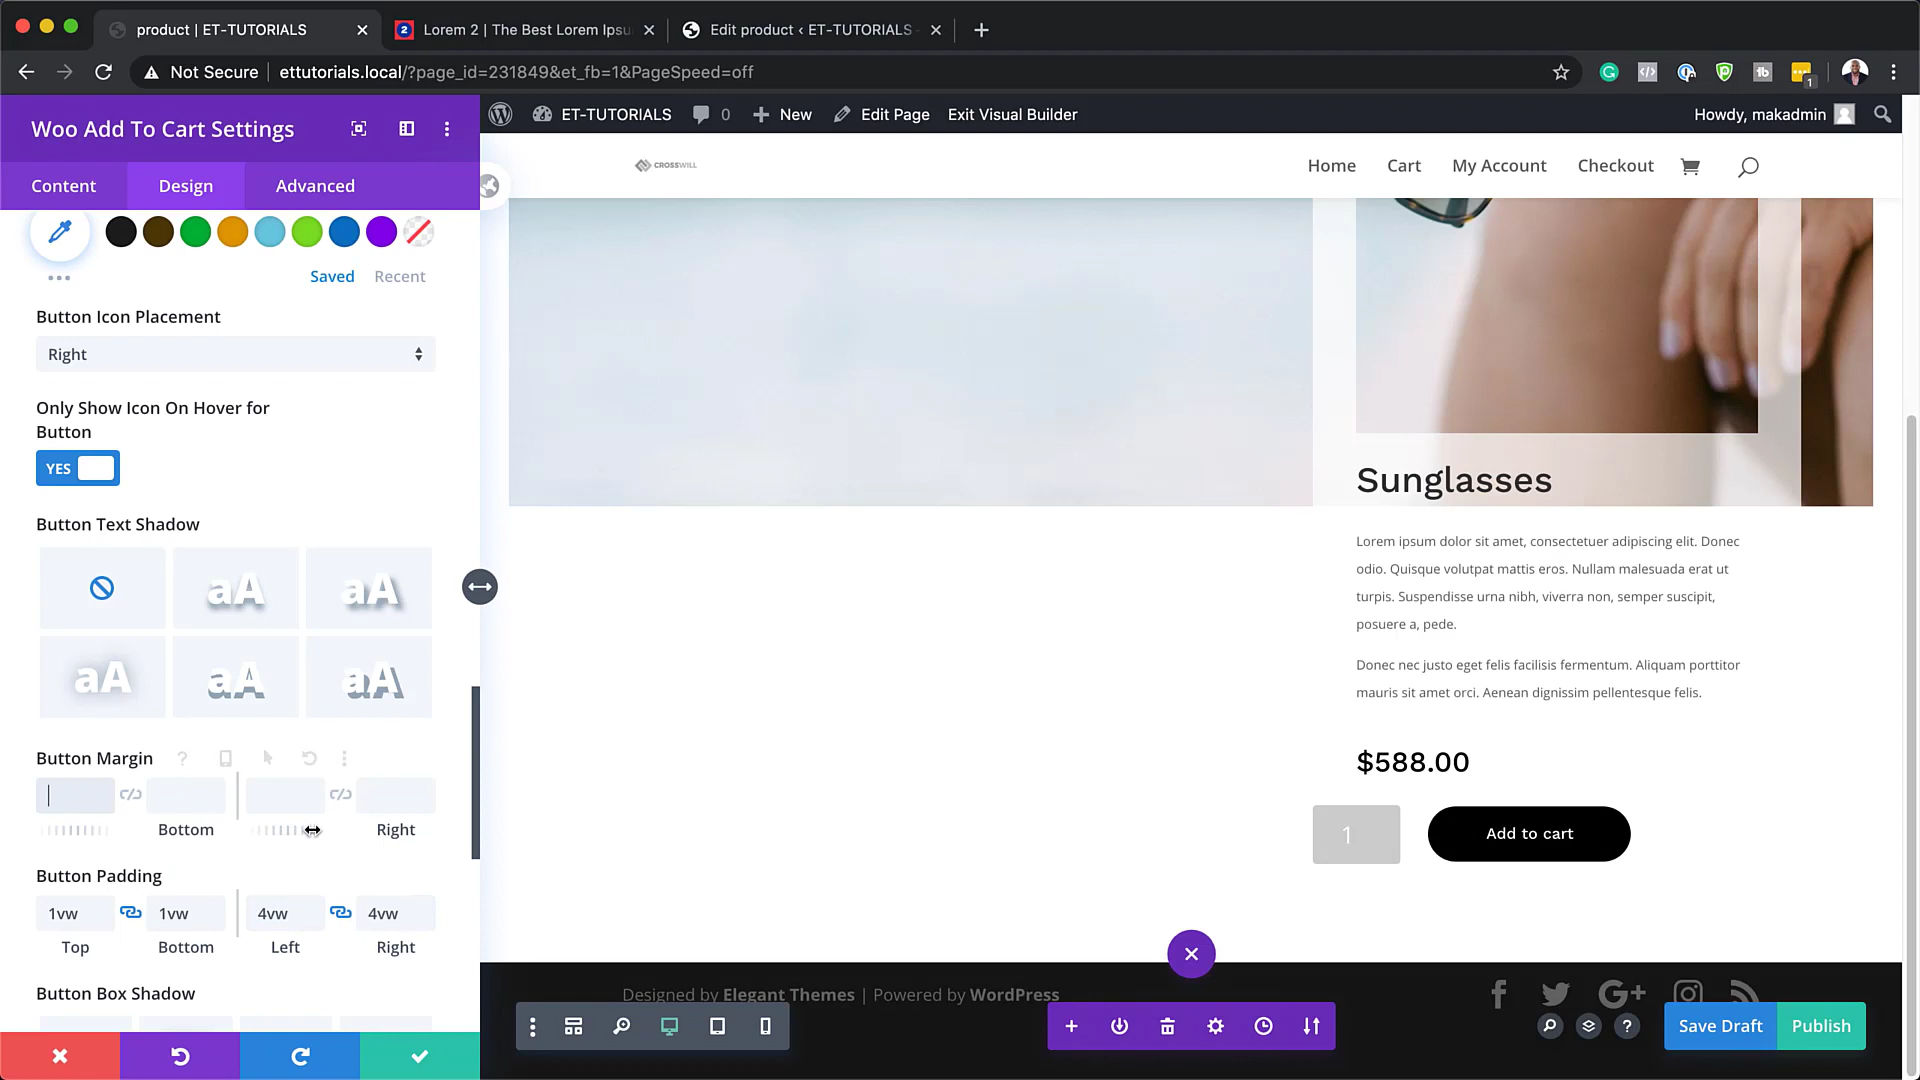 product | ET-TUTORIALS
Lorem 2 | The Best Lorem Ipsu
Edit product ‹ ET-TUTORIALS
Not Secure
ettutorials.local/?page_id=231849&et_fb=1&PageSpeed=off
1
Woo Add To Cart Settings
Content
Design
Advanced
Saved
Recent
Button Icon Placement
Right
Only Show Icon On Hover for
Button
YES
Button Text Shadow
aA
aA
aA
aA
aA
Button Margin
Bottom
Right
Button Padding
1vw
1vw
4vw
4vw
Top
Bottom
Left
Right
Button Box Shadow
ET-TUTORIALS
0
New
Edit Page
Exit Visual Builder
Howdy, makadmin
CROSSWILL
Home
Cart
My Account
Checkout
Sunglasses
Lorem ipsum dolor sit amet, consectetuer adipiscing elit. Donec
odio. Quisque volutpat mattis eros. Nullam malesuada erat ut
turpis. Suspendisse urna nibh, viverra non, semper suscipit,
posuere a, pede.
Donec nec justo eget felis facilisis fermentum. Aliquam porttitor
mauris sit amet orci. Aenean dignissim pellentesque felis.
$588.00
1
Add to cart
Designed by Elegant Themes | Powered by WordPress
Save Draft
Publish